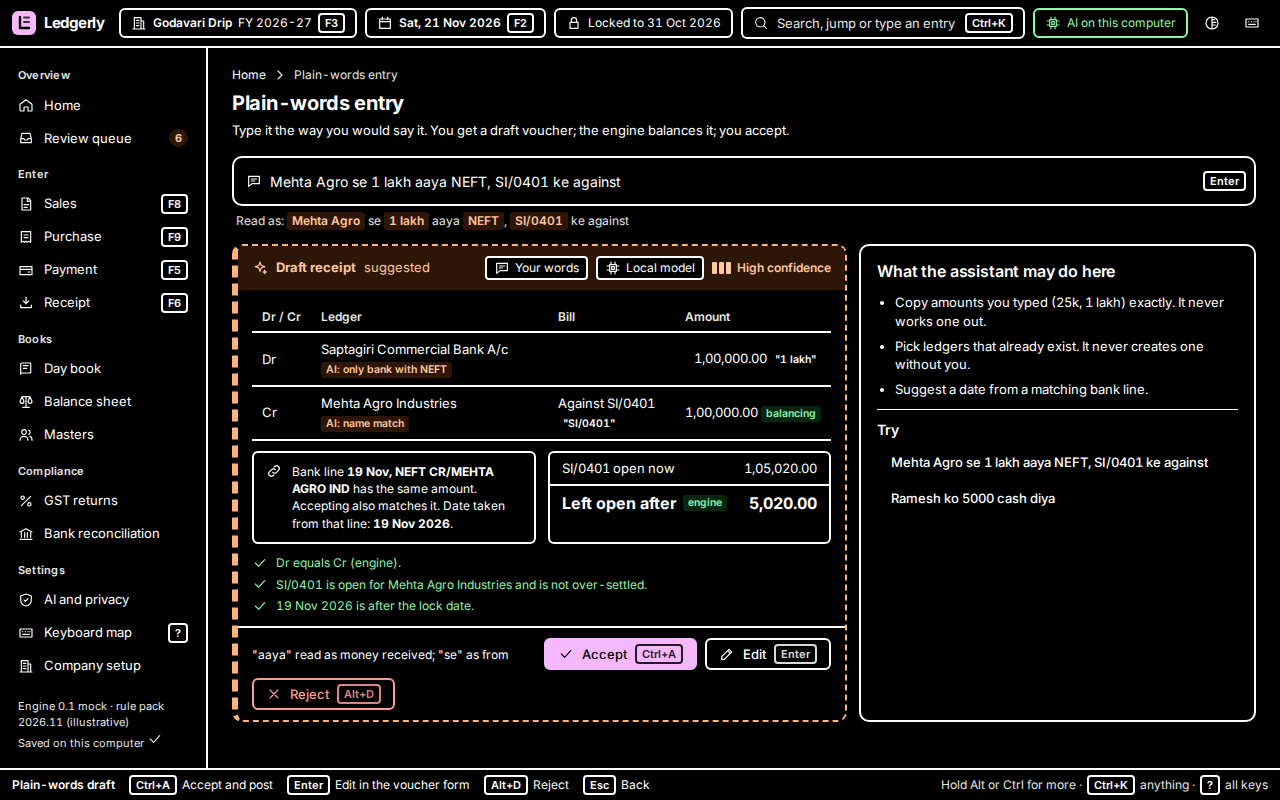 Ledgerly
Godavari Drip FY 2026-27 F3
Sat, 21 Nov 2026 F2
Locked to 31 Oct 2026
Search, jump or type an entry Ctrl+K
AI on this computer
Overview
Home
Review queue 6
Enter
Sales F8
Purchase F9
Payment F5
Receipt F6
Books
Day book
Balance sheet
Masters
Compliance
GST returns
Bank reconciliation
Settings
AI and privacy
Keyboard map ?
Company setup
Engine 0.1 mock · rule pack
2026.11 (illustrative)
Saved on this computer
Home > Plain-words entry
Plain-words entry
Type it the way you would say it. You get a draft voucher; the engine balances it; you accept.
Mehta Agro se 1 lakh aaya NEFT, SI/0401 ke against Enter
Read as: Mehta Agro se 1 lakh aaya NEFT, SI/0401 ke against
Draft receipt suggested Your words Local model High confidence
Dr / Cr Ledger Bill Amount
Dr Saptagiri Commercial Bank A/c 1,00,000.00 "1 lakh"
AI: only bank with NEFT
Cr Mehta Agro Industries Against SI/0401 1,00,000.00 balancing
AI: name match "SI/0401"
Bank line 19 Nov, NEFT CR/MEHTA
AGRO IND has the same amount.
Accepting also matches it. Date taken
from that line: 19 Nov 2026.
SI/0401 open now 1,05,020.00
Left open after engine 5,020.00
Dr equals Cr (engine).
SI/0401 is open for Mehta Agro Industries and is not over-settled.
19 Nov 2026 is after the lock date.
"aaya" read as money received; "se" as from
Accept Ctrl+A
Edit Enter
Reject Alt+D
What the assistant may do here
• Copy amounts you typed (25k, 1 lakh) exactly. It never
works one out.
• Pick ledgers that already exist. It never creates one
without you.
• Suggest a date from a matching bank line.
Try
Mehta Agro se 1 lakh aaya NEFT, SI/0401 ke against
Ramesh ko 5000 cash diya
Plain-words draft Ctrl+A Accept and post Enter Edit in the voucher form Alt+D Reject Esc Back
Hold Alt or Ctrl for more · Ctrl+K anything · ? all keys